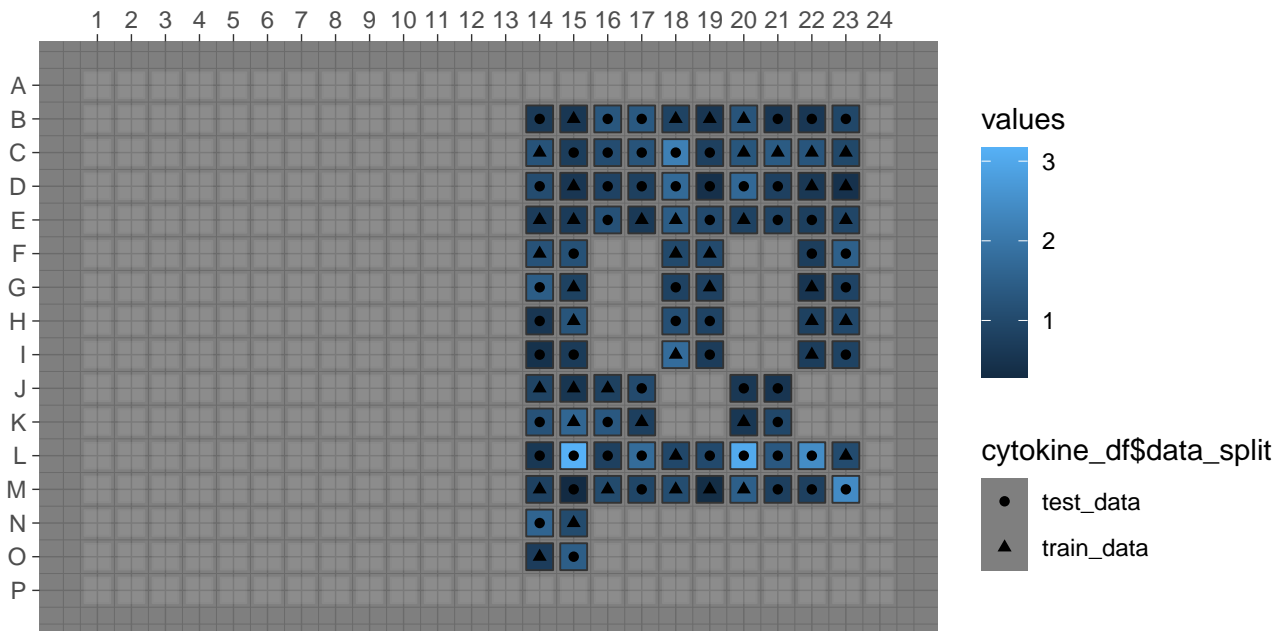 1 2 3 4 5 6 7 8 9 10 11 12 13 14 15 16 17 18 19 20 21 22 23 24
A
B
C
D
E
F
G
H
I
J
K
L
M
N
O
P
values
3
2
1
cytokine_df$data_split
test_data
train_data